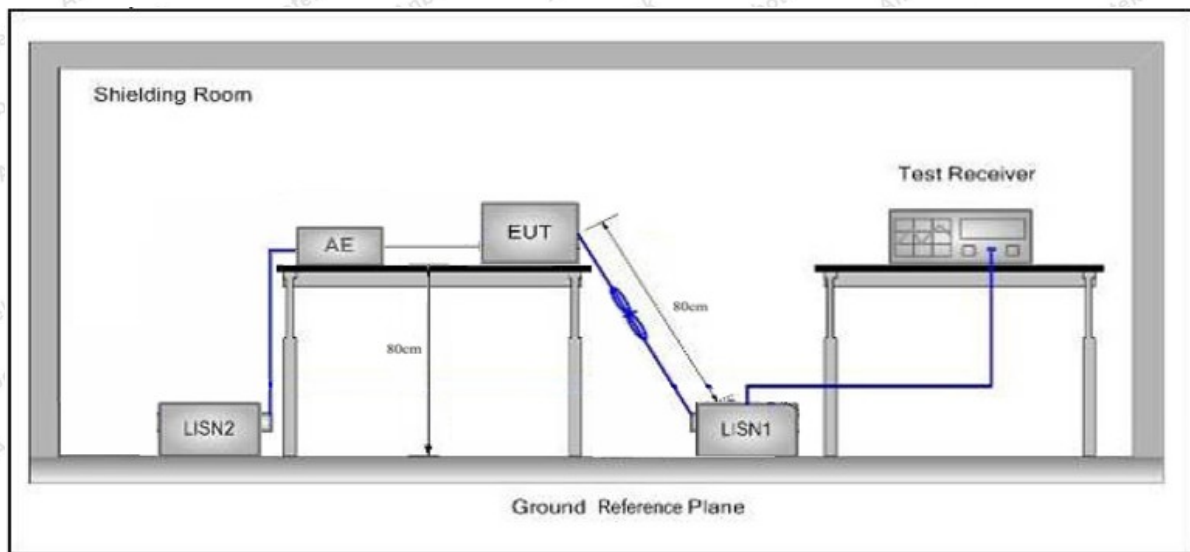 Shielding Room
Test Receiver
AE
EUT
80cm
80cm
LISN2
LISN1
Ground Reference Plane